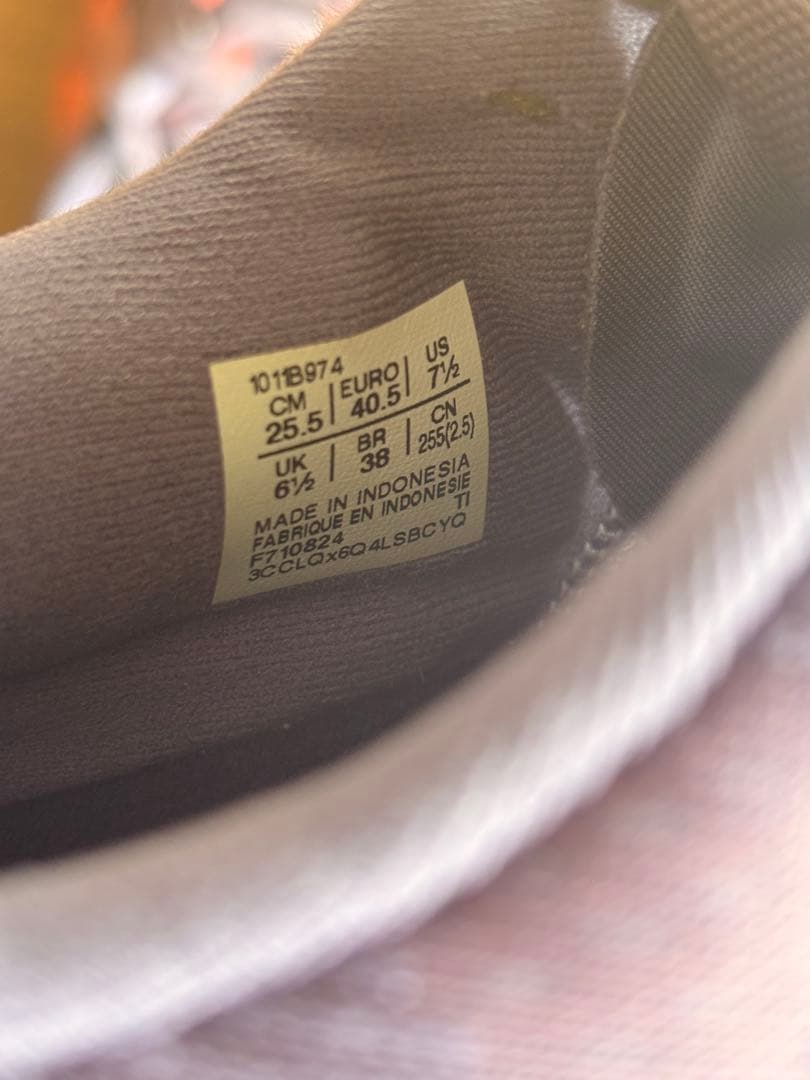 1011B974
CM | EURO | US
25.5 | 40.5 | 7½
UK | BR | CN
6½ | 38 | 255(2.5)
MADE IN INDONESIA
FABRIQUE EN INDONESIE
F710824 TI
3CCLQx6Q4LSBCYQ